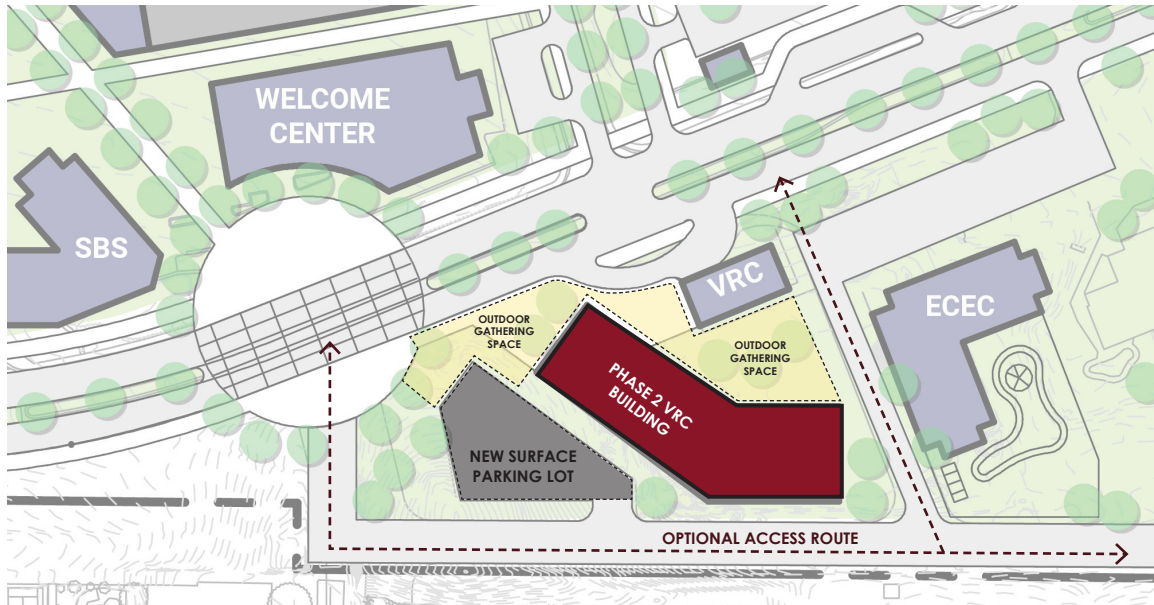 WELCOME
CENTER
SBS
VRC
ECEC
OUTDOOR
GATHERING
SPACE
OUTDOOR
GATHERING
SPACE
PHASE 2 VRC
BUILDING
NEW SURFACE
PARKING LOT
OPTIONAL ACCESS ROUTE